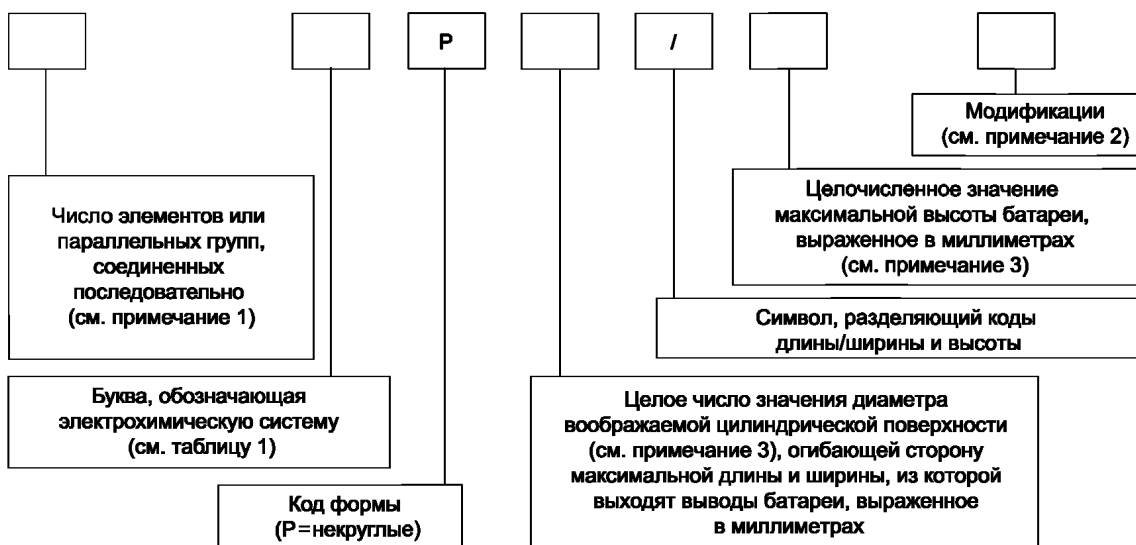 P
/
Модификации
(см. примечание 2)
Число элементов или
параллельных групп,
соединенных
последовательно
(см. примечание 1)
Целочисленное значение
максимальной высоты батареи,
выраженное в миллиметрах
(см. примечание 3)
Символ, разделяющий коды
длины/ширины и высоты
Буква, обозначающая
электрохимическую систему
(см. таблицу 1)
Целое число значения диаметра
воображаемой цилиндрической поверхности
(см. примечание 3), огибающей сторону
максимальной длины и ширины, из которой
выходят выводы батареи, выраженное
в миллиметрах
Код формы
(P=некруглые)